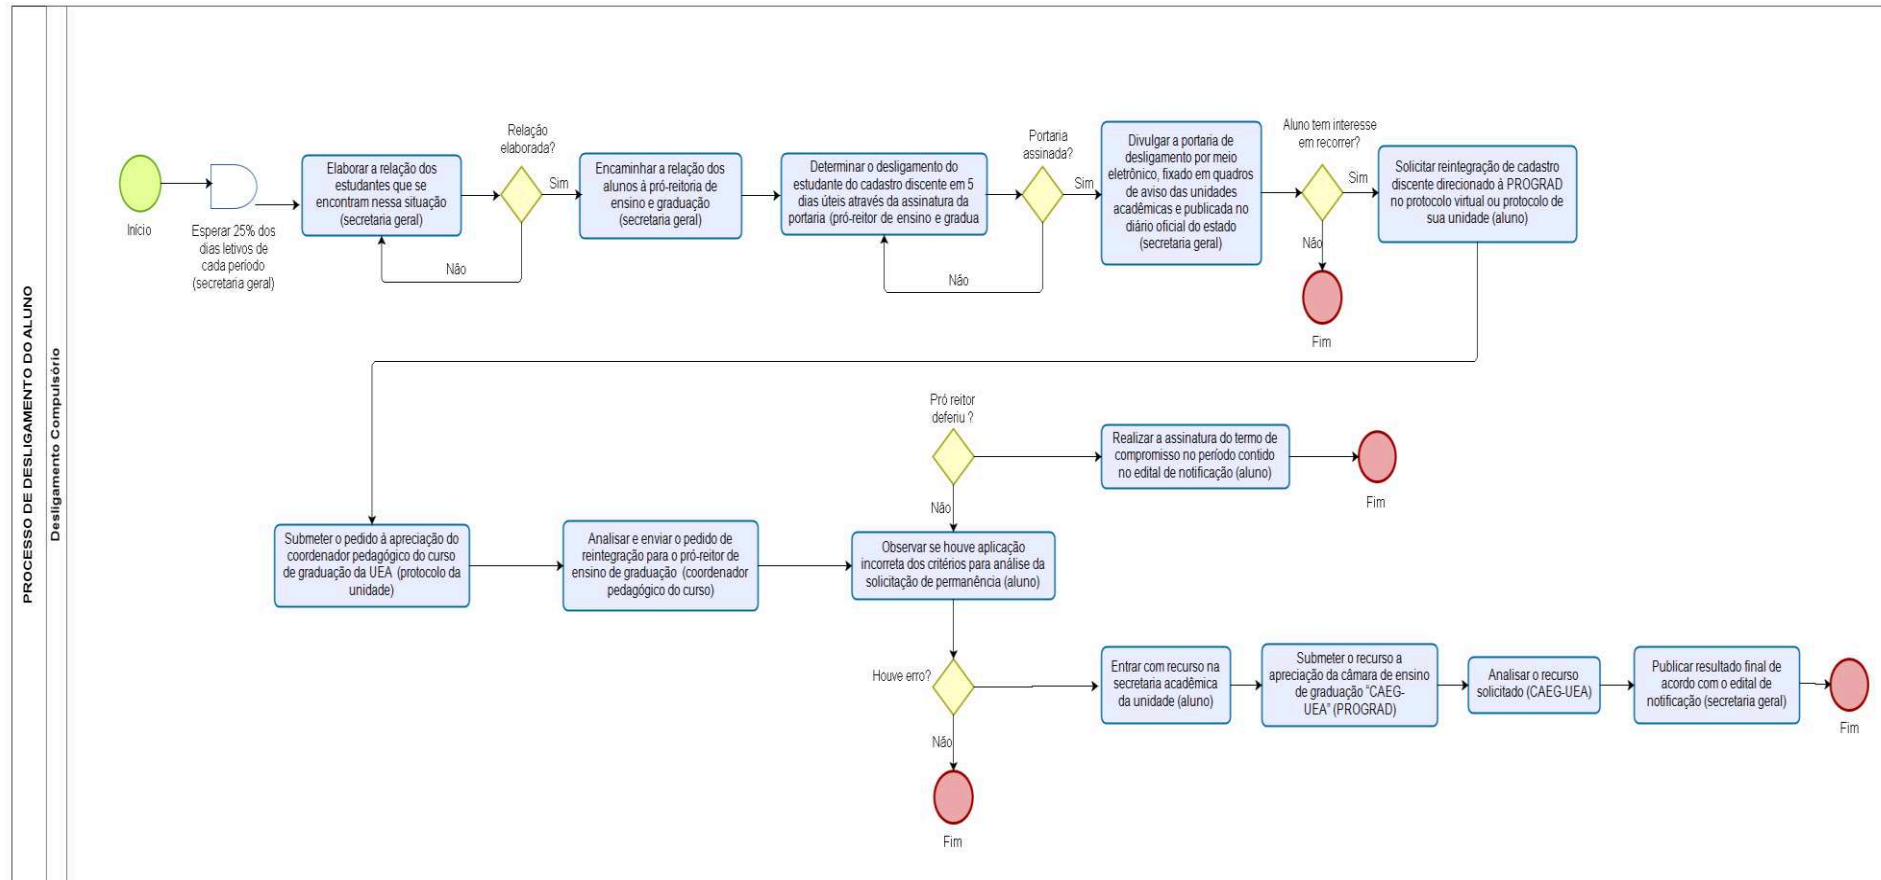 PROCESSO DE DESLIGAMENTO DO ALUNO
Desligamento Compulsório
Início
Esperar 25% dos
dias letivos de
cada período
(secretaria geral)
Elaborar a relação dos
estudantes que se
encontram nessa situação
(secretaria geral)
Relação
elaborada?
Sim
Não
Encaminhar a relação dos
alunos à pró-reitoria de
ensino e graduação
(secretaria geral)
Determinar o desligamento do
estudante do cadastro discente em 5
dias úteis através da assinatura da
portaria (pró-reitor de ensino e gradua
Portaria
assinada?
Sim
Não
Divulgar a portaria de
desligamento por meio
eletrônico, fixado em quadros
de aviso das unidades
acadêmicas e publicada no
diário oficial do estado
(secretaria geral)
Aluno tem interesse
em recorrer?
Sim
Não
Fim
Solicitar reintegração de cadastro
discente direcionado à PROGRAD
no protocolo virtual ou protocolo de
sua unidade (aluno)
Submeter o pedido à apreciação do
coordenador pedagógico do curso
de graduação da UEA (protocolo da
unidade)
Analisar e enviar o pedido de
reintegração para o pró-reitor de
ensino de graduação (coordenador
pedagógico do curso)
Pró reitor
deferiu ?
Não
Realizar a assinatura do termo de
compromisso no período contido
no edital de notificação (aluno)
Fim
Observar se houve aplicação
incorreta dos critérios para análise da
solicitação de permanência (aluno)
Houve erro?
Não
Fim
Entrar com recurso na
secretaria acadêmica
da unidade (aluno)
Submeter o recurso a
apreciação da câmara de ensino
de graduação “CAEG-
UEA” (PROGRAD)
Analisar o recurso
solicitado (CAEG-UEA)
Publicar resultado final de
acordo com o edital de
notificação (secretaria geral)
Fim